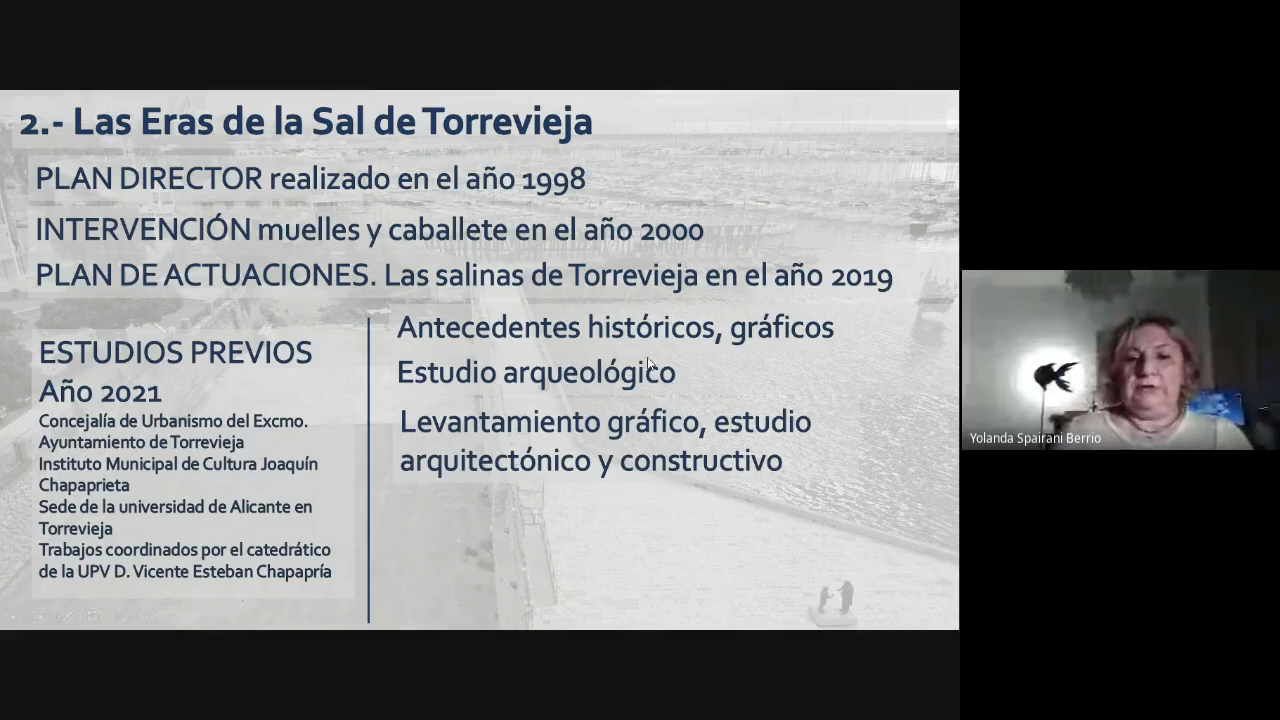 2.- Las Eras de la Sal de Torrevieja
PLAN DIRECTOR realizado en el año 1998
INTERVENCIÓN muelles y caballete en el año 2000
PLAN DE ACTUACIONES. Las salinas de Torrevieja en el año 2019
ESTUDIOS PREVIOS
Año 2021
Concejalía de Urbanismo del Excmo.
Ayuntamiento de Torrevieja
Instituto Municipal de Cultura Joaquín
Chapaprieta
Sede de la universidad de Alicante en
Torrevieja
Trabajos coordinados por el catedrático
de la UPV D. Vicente Esteban Chapapría
Antecedentes históricos, gráficos
Estudio arqueológico
Levantamiento gráfico, estudio
arquitectónico y constructivo
Yolanda Spairani Berrio